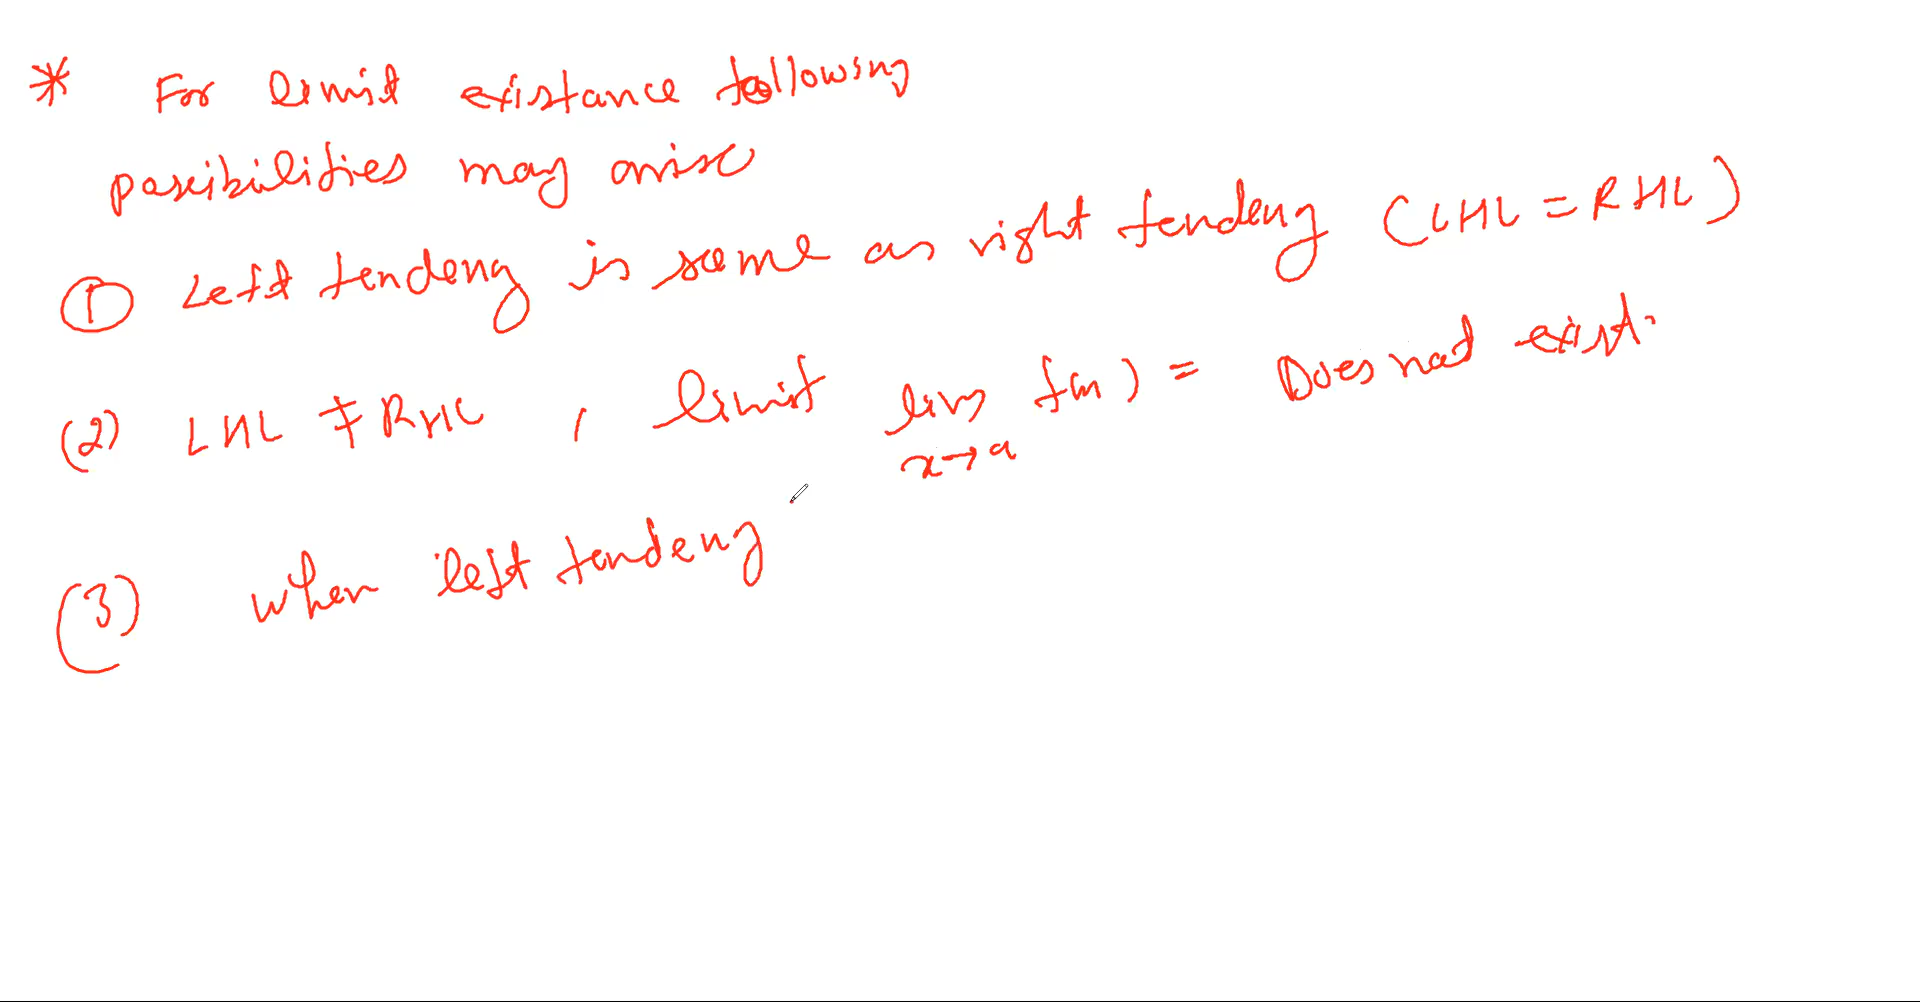 * For limit existance following
possibilities may arise
① Left tendency is same as right tendency (LHL = RHL)
(2) LHL ≠ RHL , limit lim f(x) = Does not exist.
x→a
(3) when left tendency